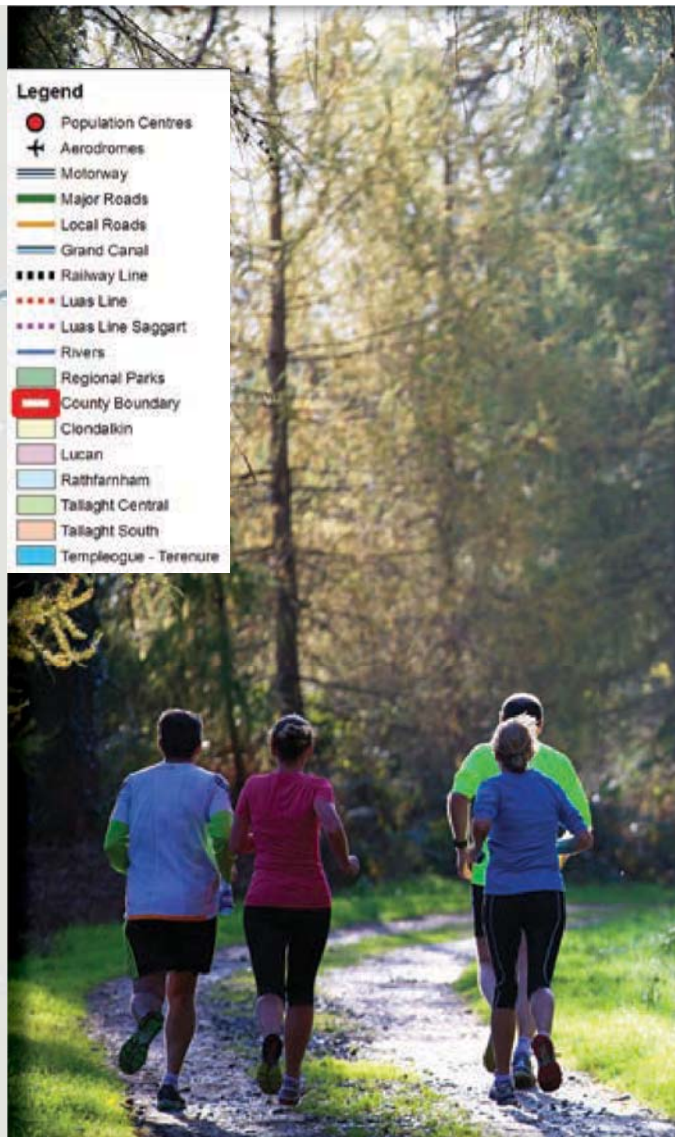 Legend
Population Centres
Aerodromes
Motorway
Major Roads
Local Roads
Grand Canal
Railway Line
Luas Line
Luas Line Saggart
Rivers
Regional Parks
County Boundary
Clondalkin
Lucan
Rathfarnham
Tallaght Central
Tallaght South
Templeogue - Terenure